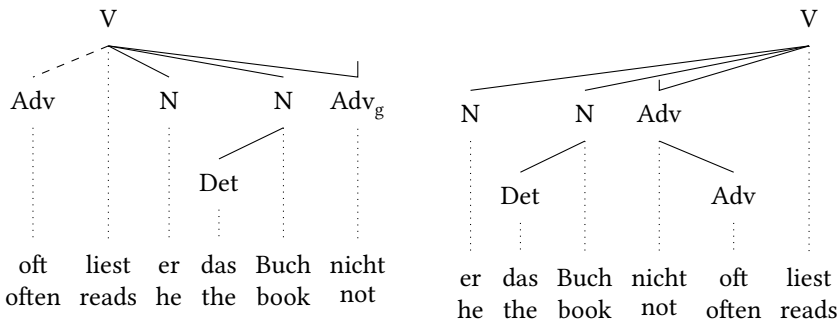 V V
Adv N N Adv_g N N Adv
Det Det Adv
oft liest er das Buch nicht er das Buch nicht oft liest
often reads he the book not he the book not often reads